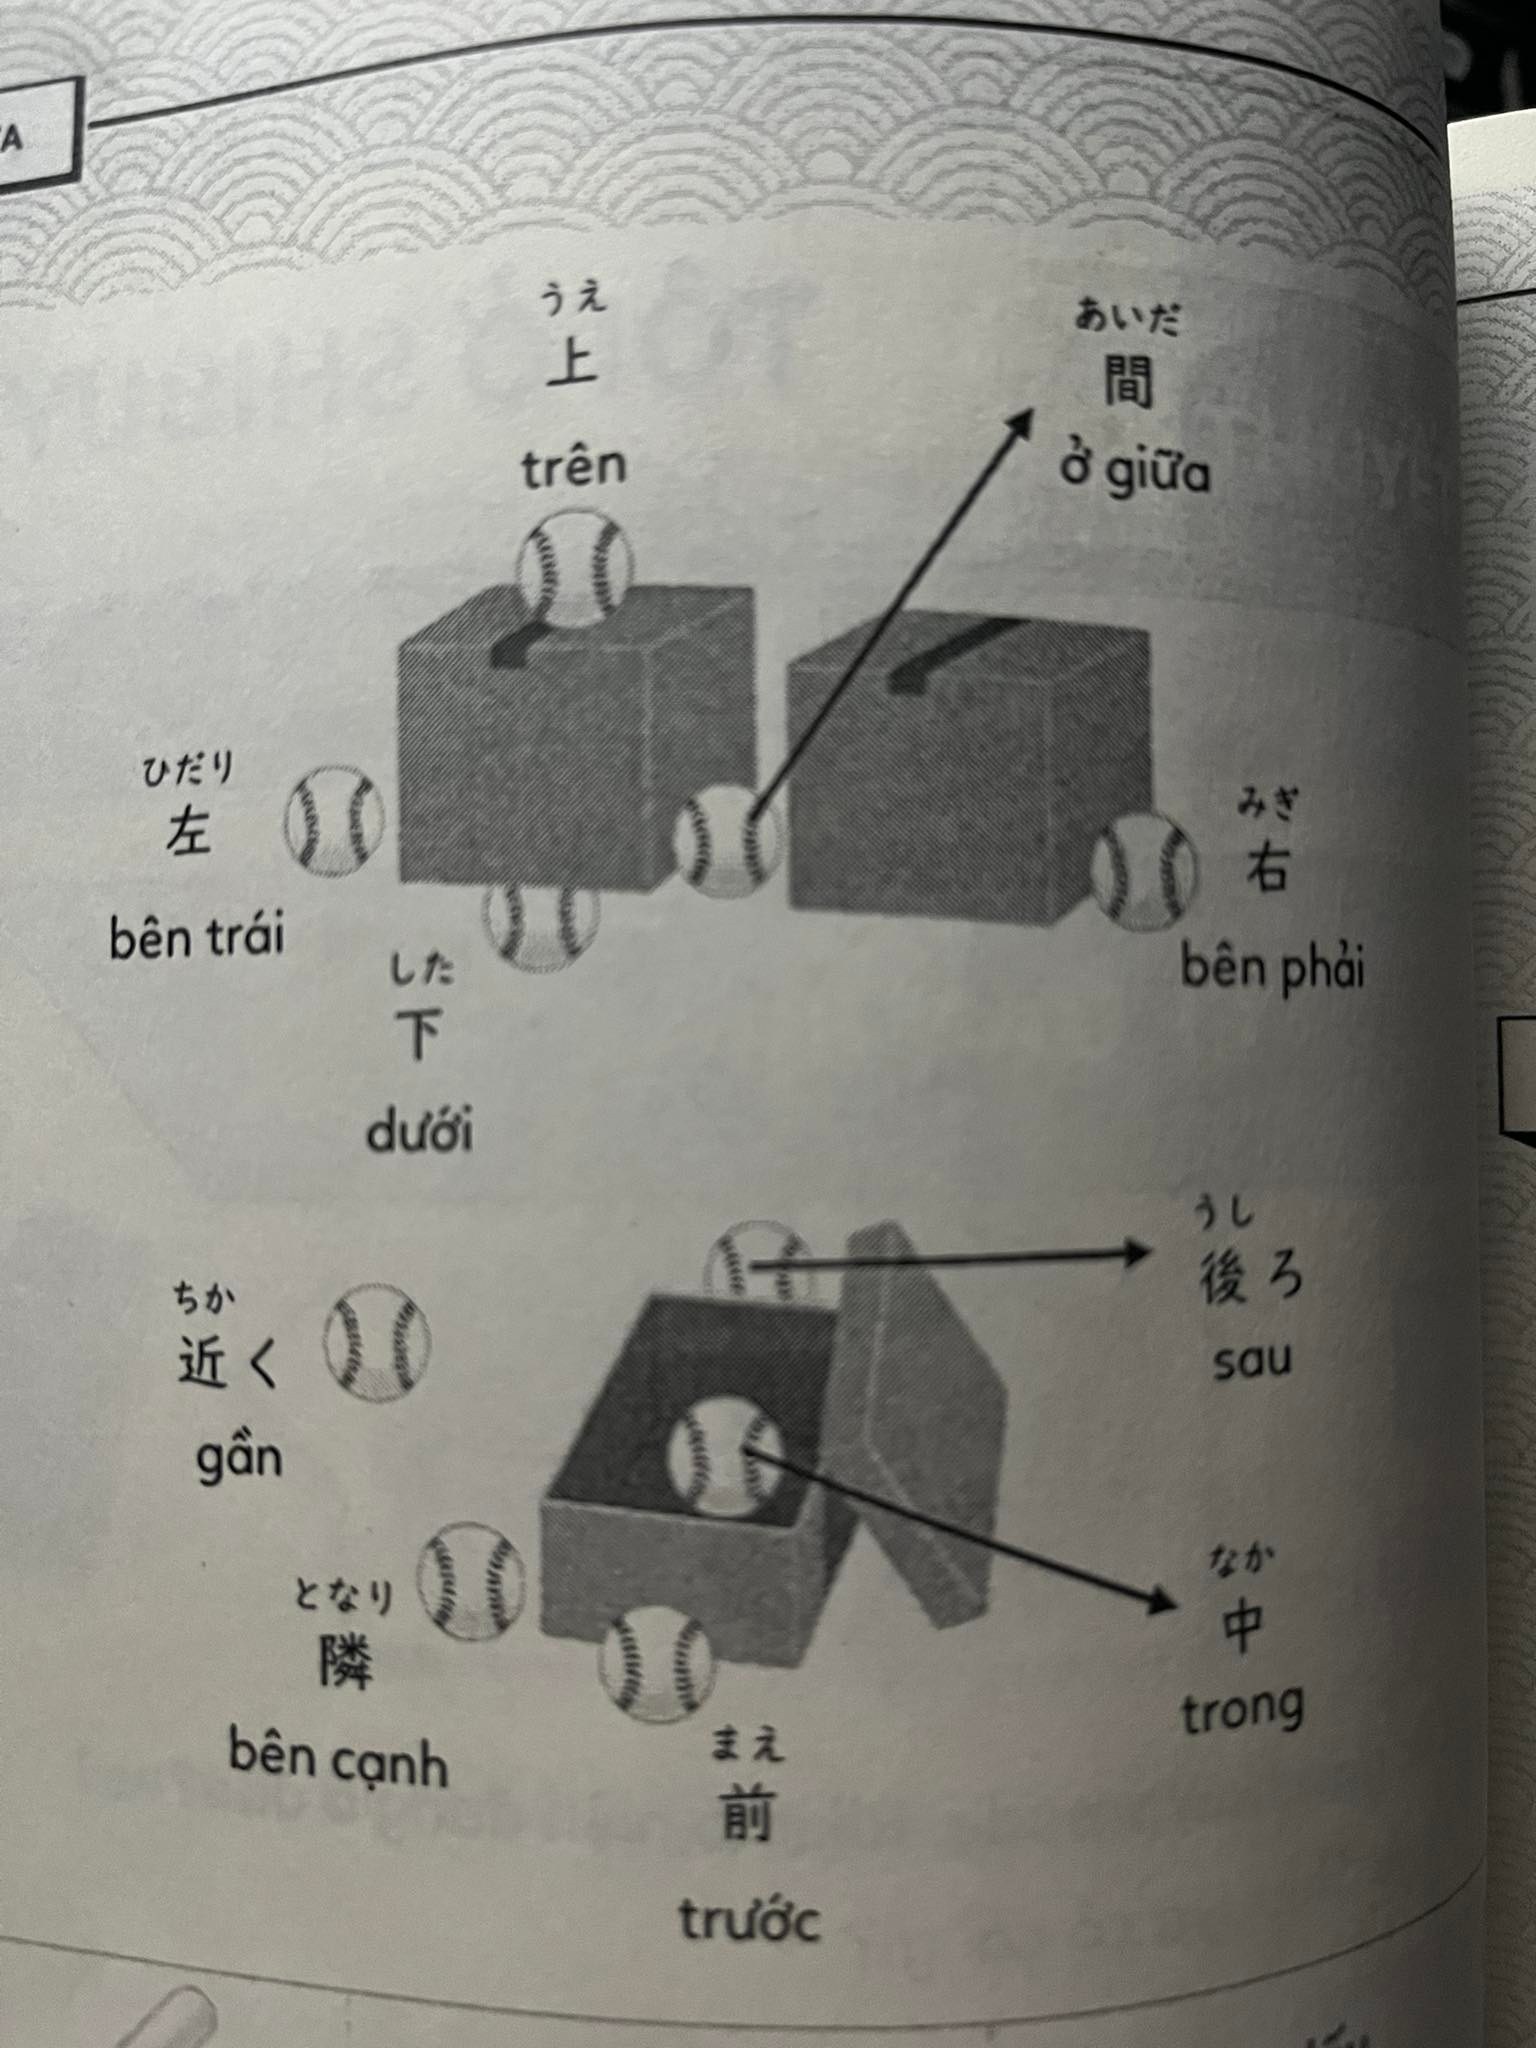 うえ
上
trên
あいだ
間
ở giữa
ひだり
左
bên trái
みぎ
右
bên phải
した
下
dưới
うし
後ろ
sau
ちか
近く
gần
なか
中
trong
となり
隣
bên cạnh
まえ
前
trước